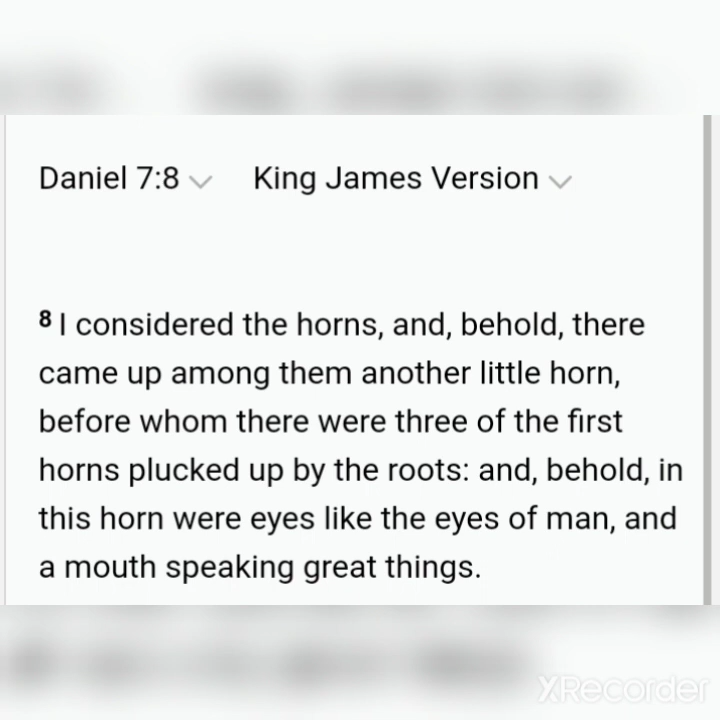 Daniel 7:8 King James Version
8 I considered the horns, and, behold, there
came up among them another little horn,
before whom there were three of the first
horns plucked up by the roots: and, behold, in
this horn were eyes like the eyes of man, and
a mouth speaking great things.
XRecorder